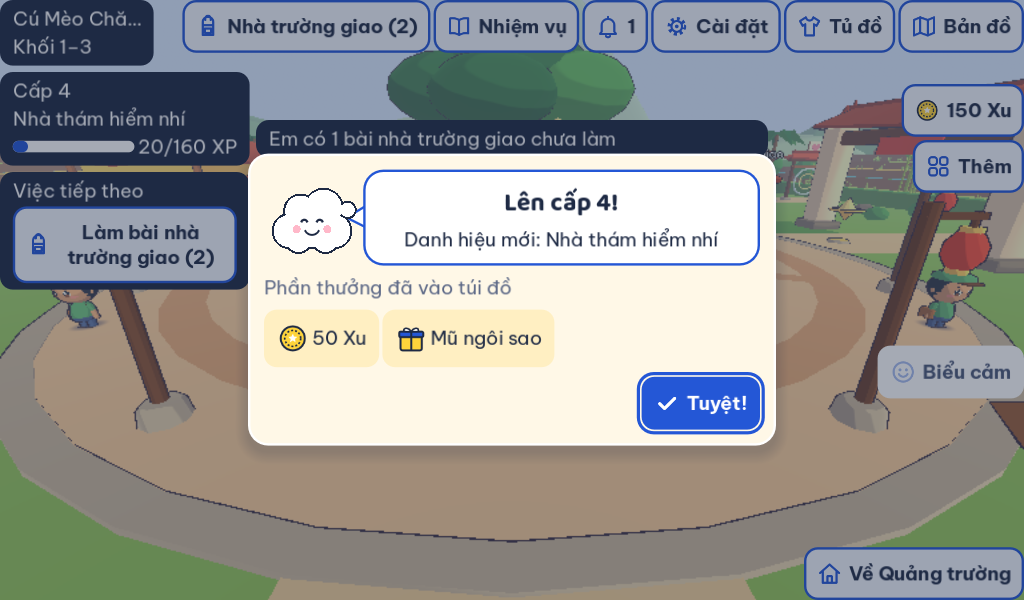 Cú Mèo Chă...
Khối 1–3
Nhà trường giao (2)
Nhiệm vụ
1
Cài đặt
Tủ đồ
Bản đồ
Cấp 4
Nhà thám hiểm nhí
20/160 XP
150 Xu
Em có 1 bài nhà trường giao chưa làm
Thêm
Việc tiếp theo
Làm bài nhà
trường giao (2)
Lên cấp 4!
Danh hiệu mới: Nhà thám hiểm nhí
Phần thưởng đã vào túi đồ
50 Xu
Mũ ngôi sao
Biểu cảm
Tuyệt!
Về Quảng trường